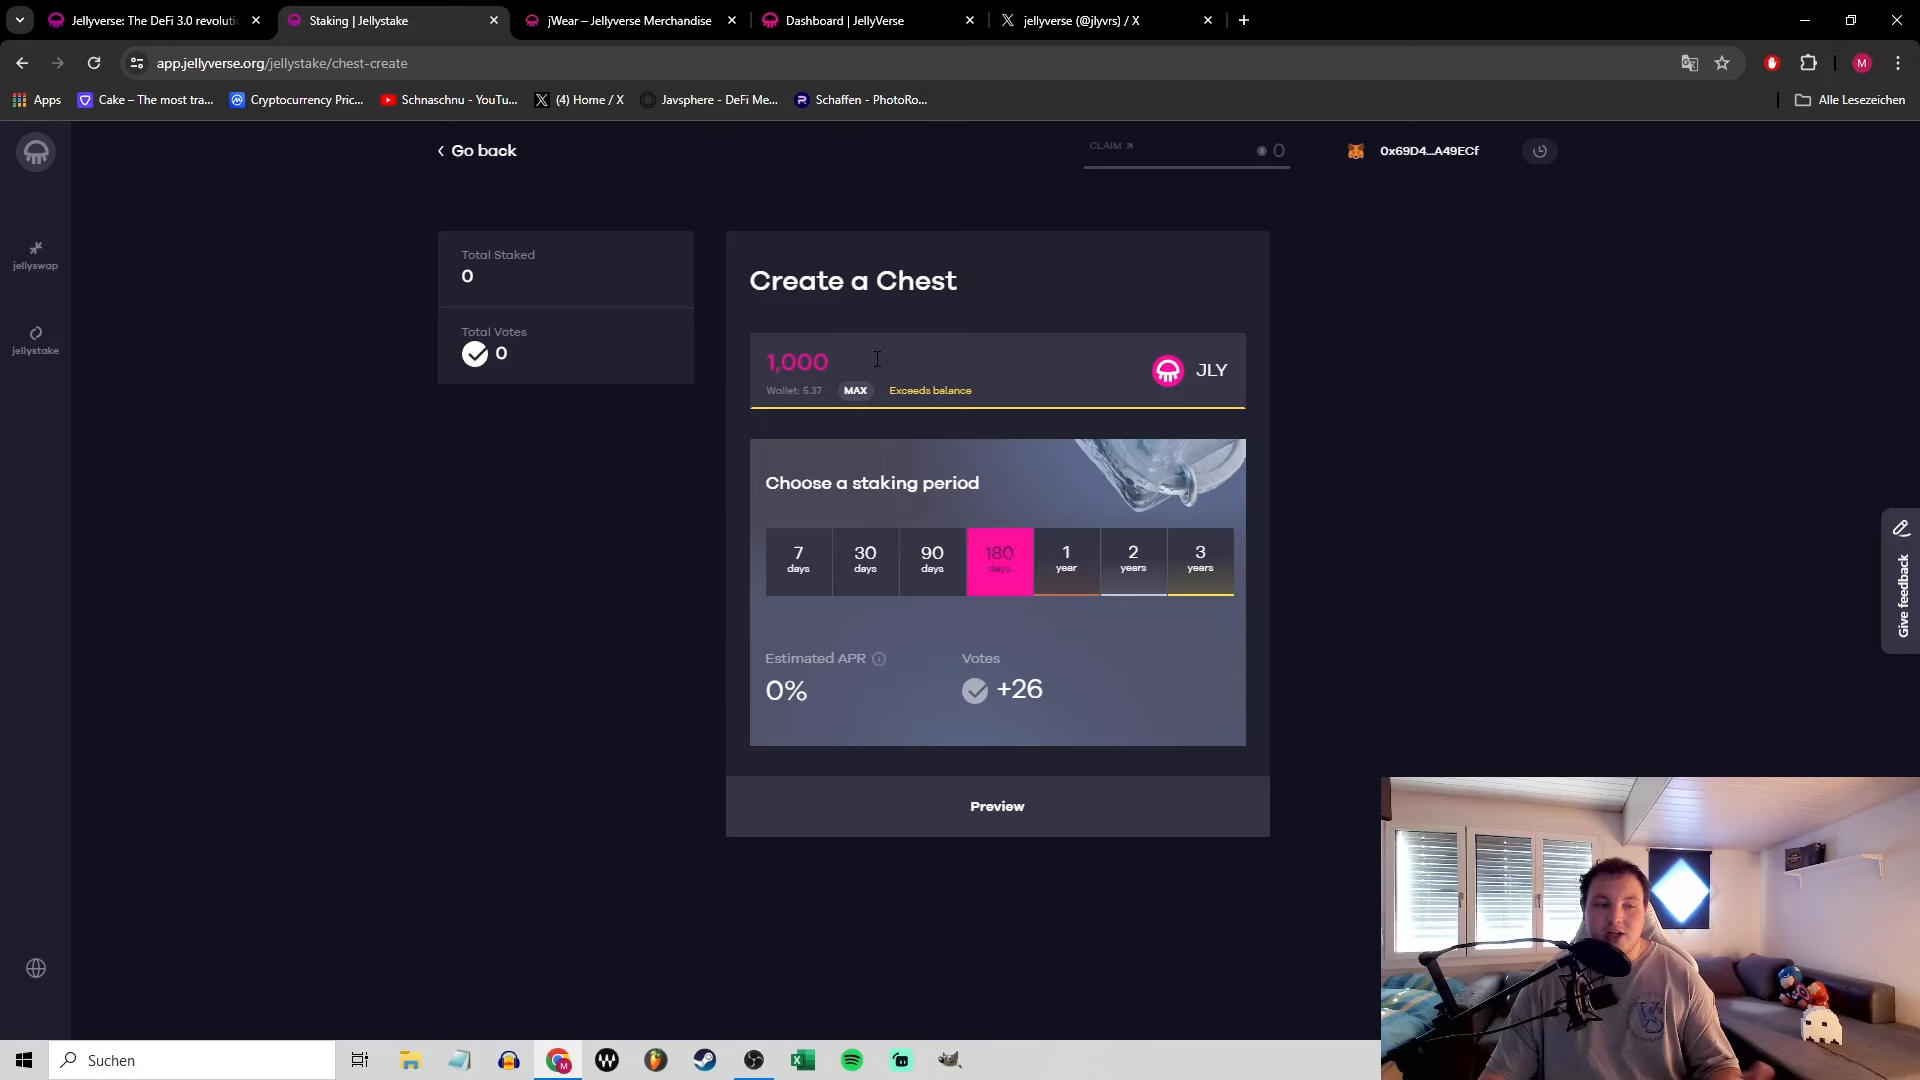 Jellyverse: The DeFi 3.0 revoluti
Staking | Jellystake
jWear – Jellyverse Merchandise
Dashboard | JellyVerse
jellyverse (@jlyvrs) / X
app.jellyverse.org/jellystake/chest-create
M
Apps
Cake – The most tra...
Cryptocurrency Pric...
Schnaschnu - YouTu...
(4) Home / X
Javsphere - DeFi Me...
Schaffen - PhotoRo...
Alle Lesezeichen
Go back
CLAIM
0
0x69D4...A49ECf
jellyswap
jellystake
Total Staked
0
Total Votes
0
Create a Chest
1,000
Wallet: 5.37
MAX
Exceeds balance
JLY
Choose a staking period
7 days
30 days
90 days
180 days
1 year
2 years
3 years
Estimated APR
0%
Votes
+26
Preview
Give feedback
Suchen